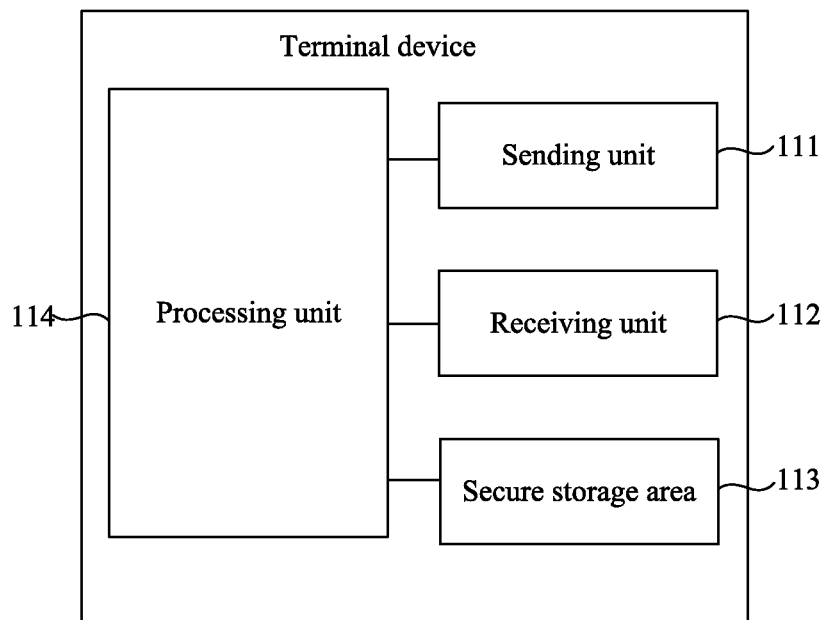 Terminal device
Sending unit
111
114
Processing unit
Receiving unit
112
Secure storage area
113